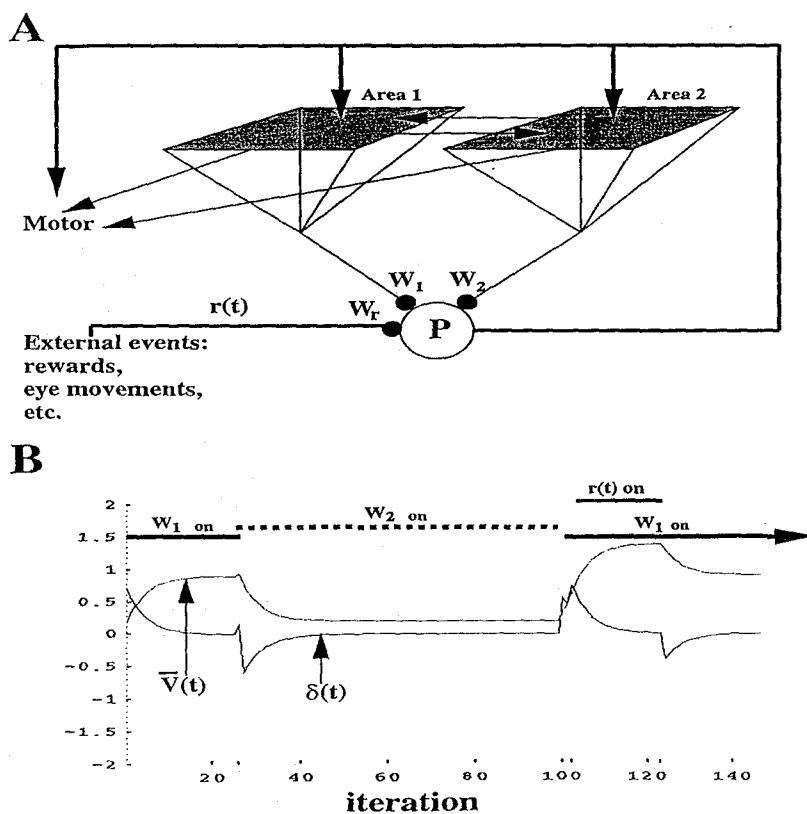 A
Area 1
Area 2
Motor
W1
W2
r(t)
Wr
P
External events:
rewards,
eye movements,
etc.
B
r(t) on
W1 on
W2 on
W1 on
2
1.5
1
0.5
0
-0.5
-1
-1.5
-2
V̅(t)
δ(t)
20
40
60
80
100
120
140
iteration